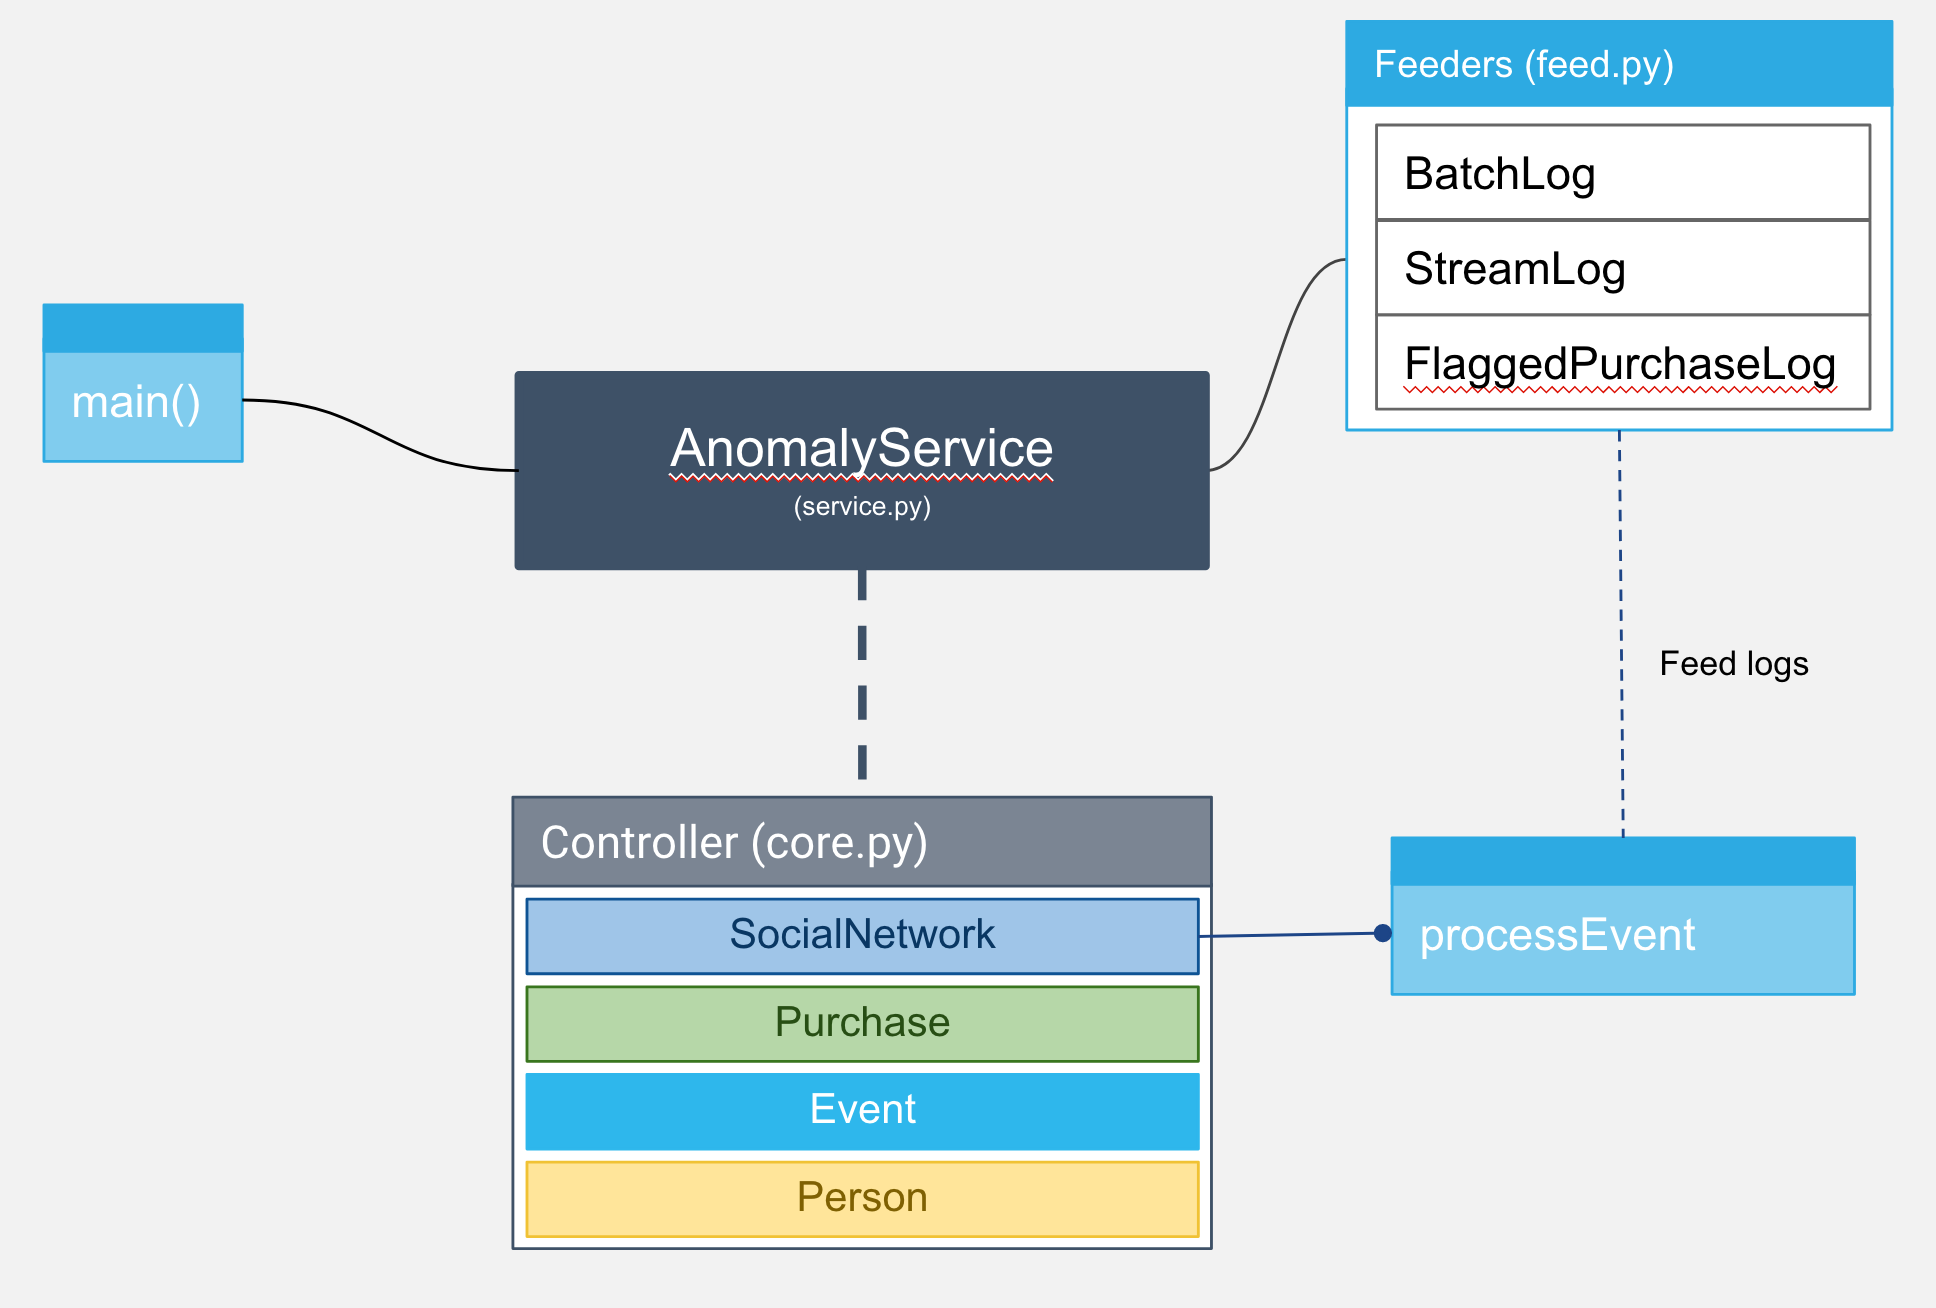 Feeders (feed.py)
BatchLog
StreamLog
FlaggedPurchaseLog
main()
AnomalyService
(service.py)
Feed logs
Controller (core.py)
SocialNetwork
Purchase
Event
Person
processEvent